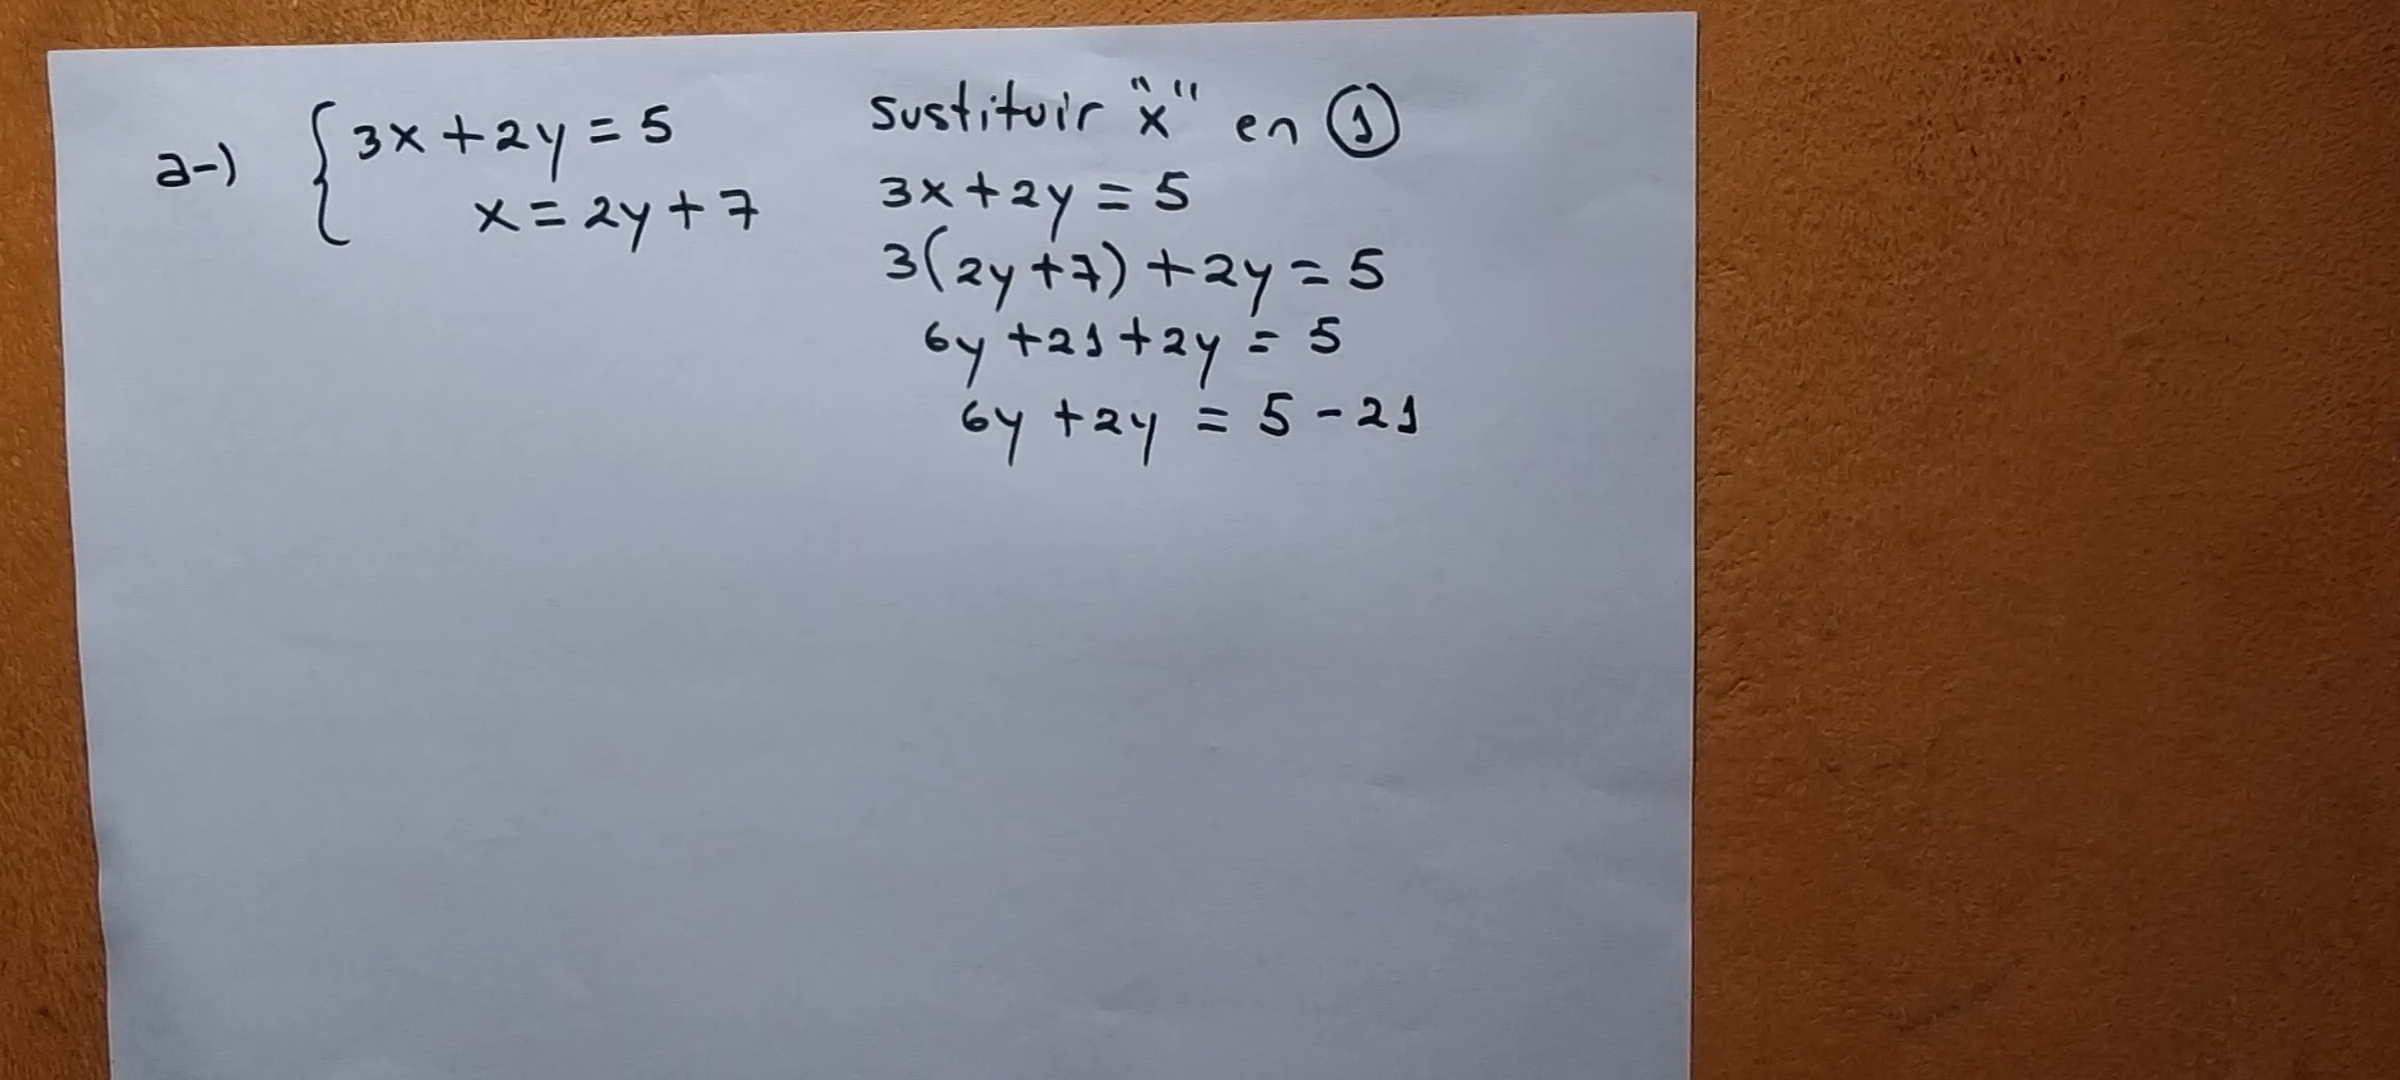 a-) { 3x + 2y = 5
x = 2y + 7
sustituir "x" en ①
3x + 2y = 5
3(2y + 7) + 2y = 5
6y + 21 + 2y = 5
6y + 2y = 5 - 21